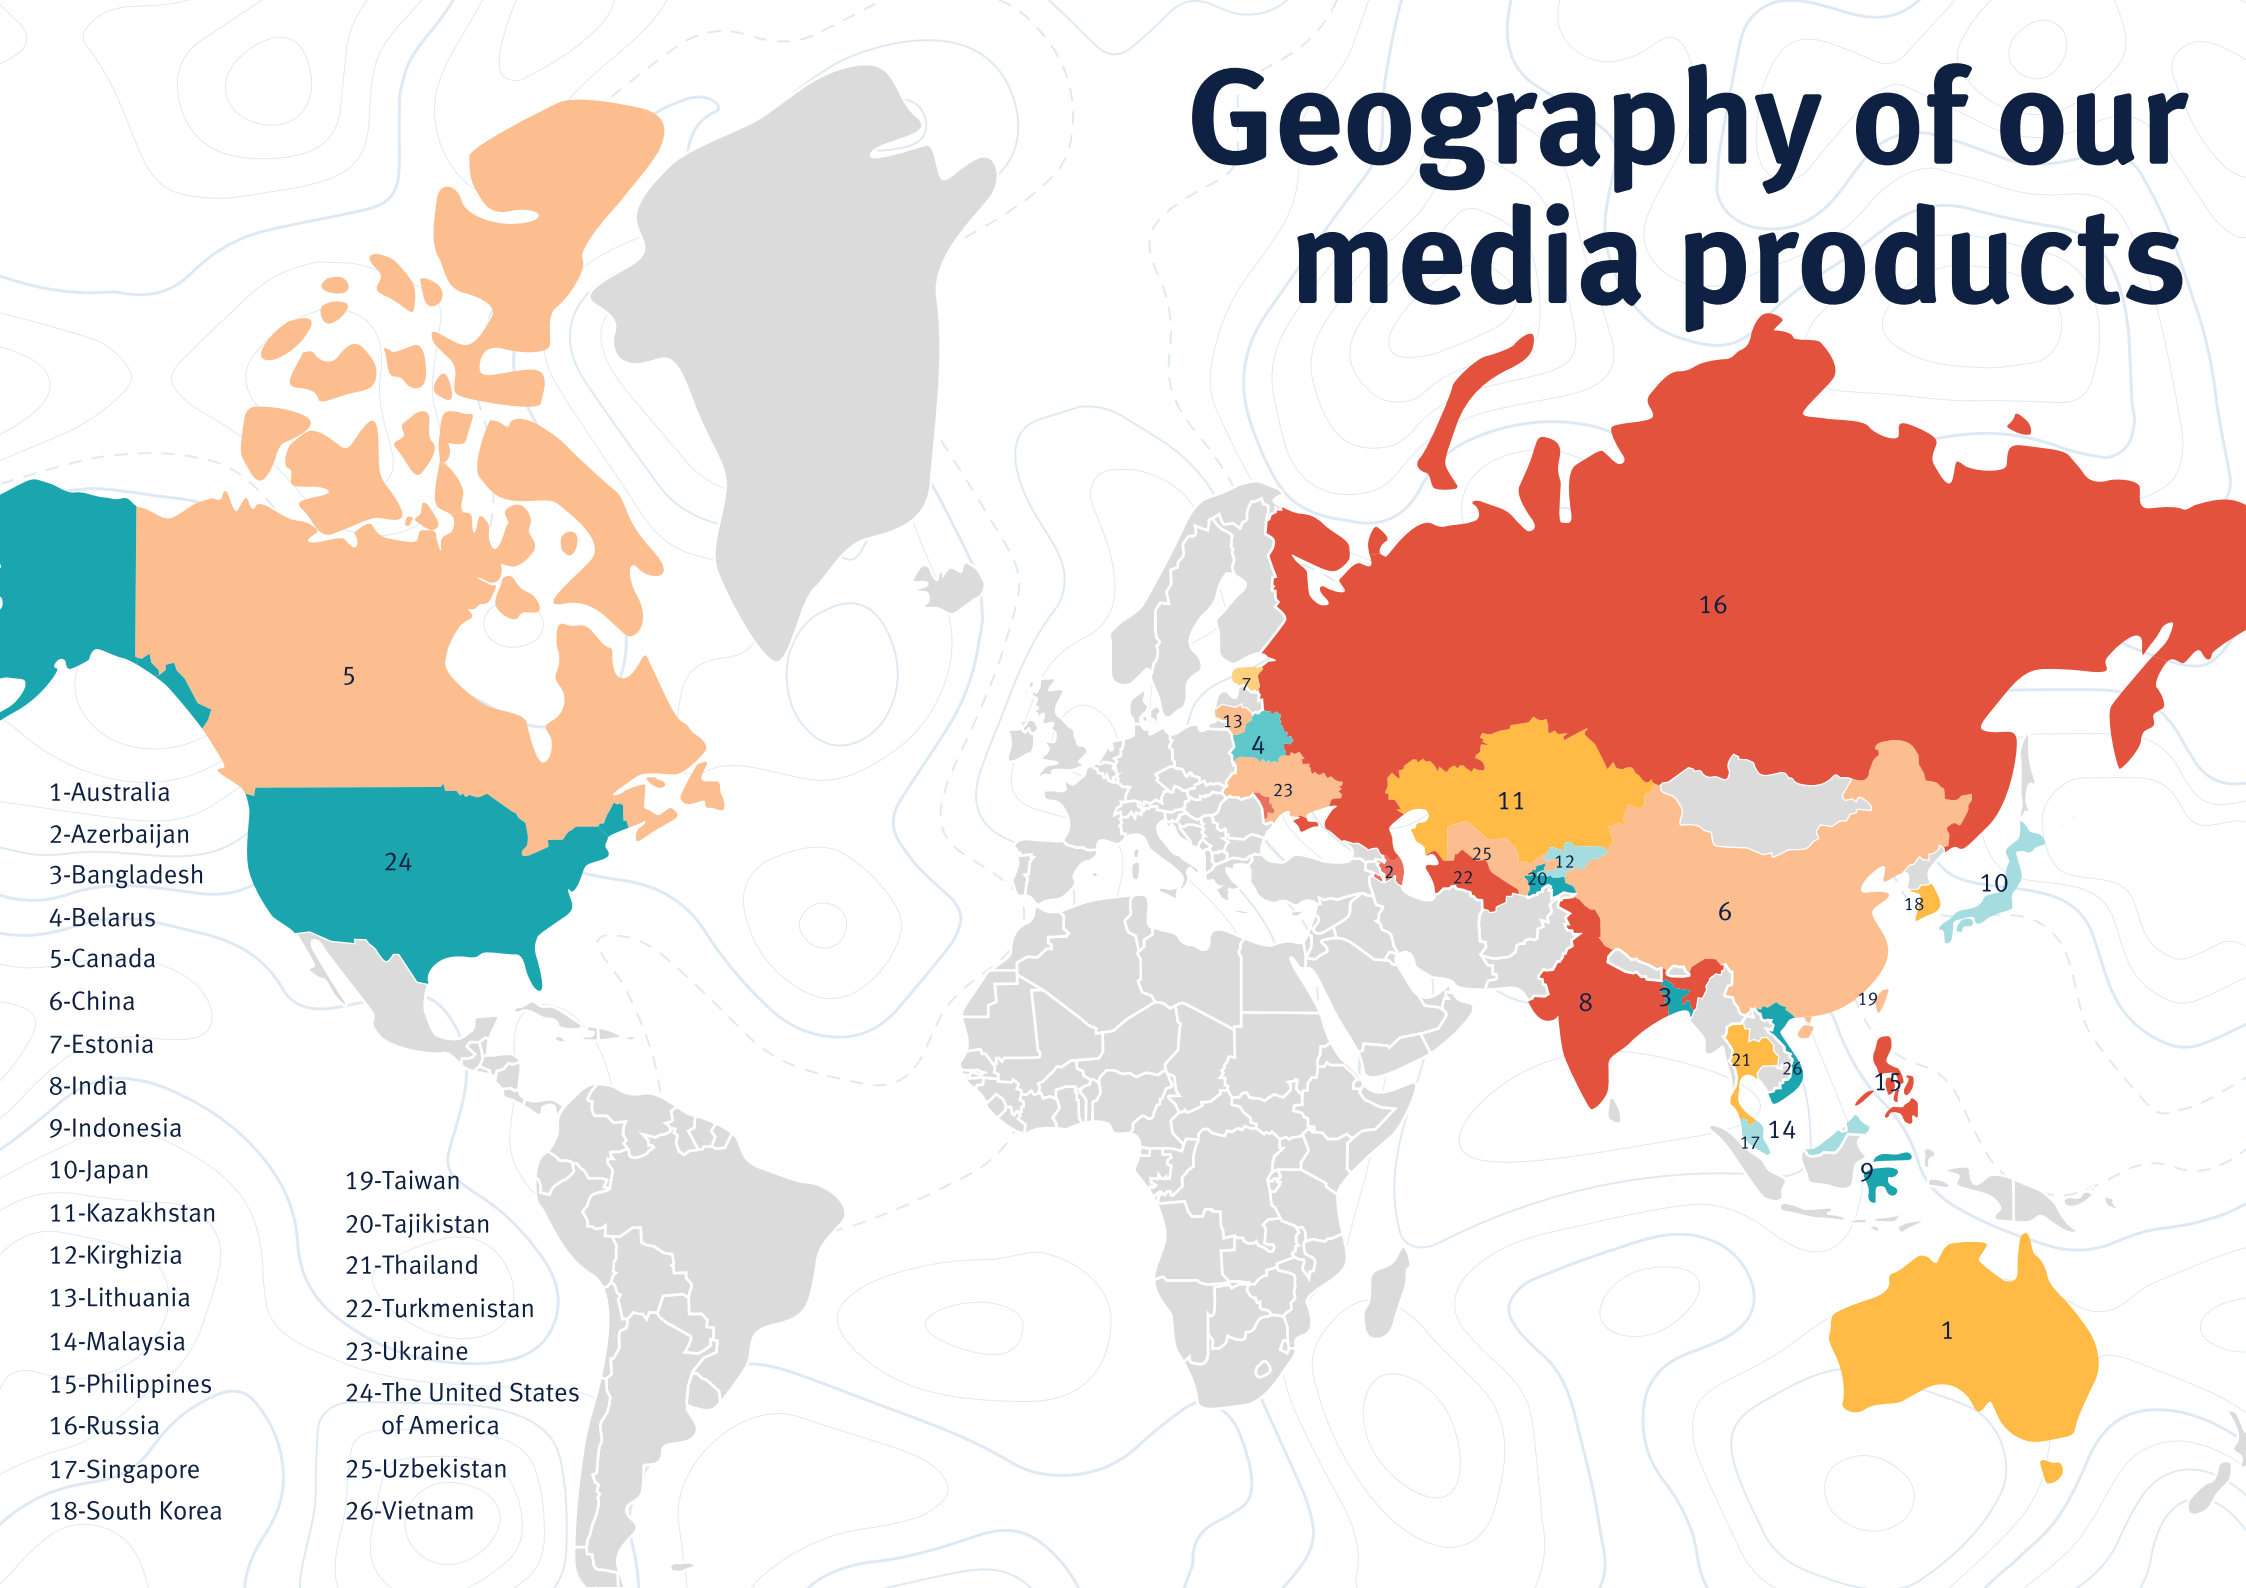 Geography of our
media products
5
24
16
7
13
4
23
2
11
25
22
12
20
6
18
10
8
3
19
21
26
15
17
14
9
1
1-Australia
2-Azerbaijan
3-Bangladesh
4-Belarus
5-Canada
6-China
7-Estonia
8-India
9-Indonesia
10-Japan
11-Kazakhstan
12-Kirghizia
13-Lithuania
14-Malaysia
15-Philippines
16-Russia
17-Singapore
18-South Korea
19-Taiwan
20-Tajikistan
21-Thailand
22-Turkmenistan
23-Ukraine
24-The United States
of America
25-Uzbekistan
26-Vietnam